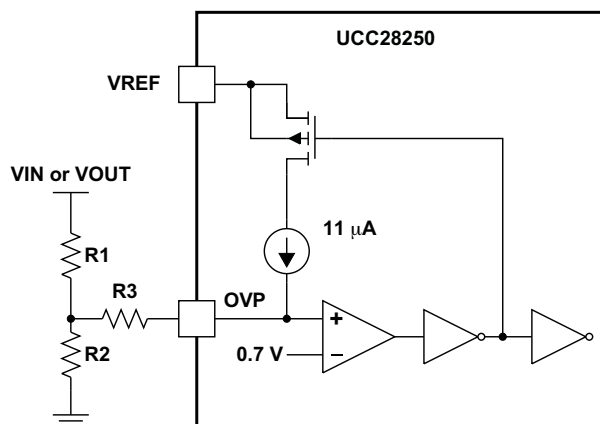 UCC28250
VREF
VIN or VOUT
11 μA
R1
R3
OVP
+
R2
0.7 V
−